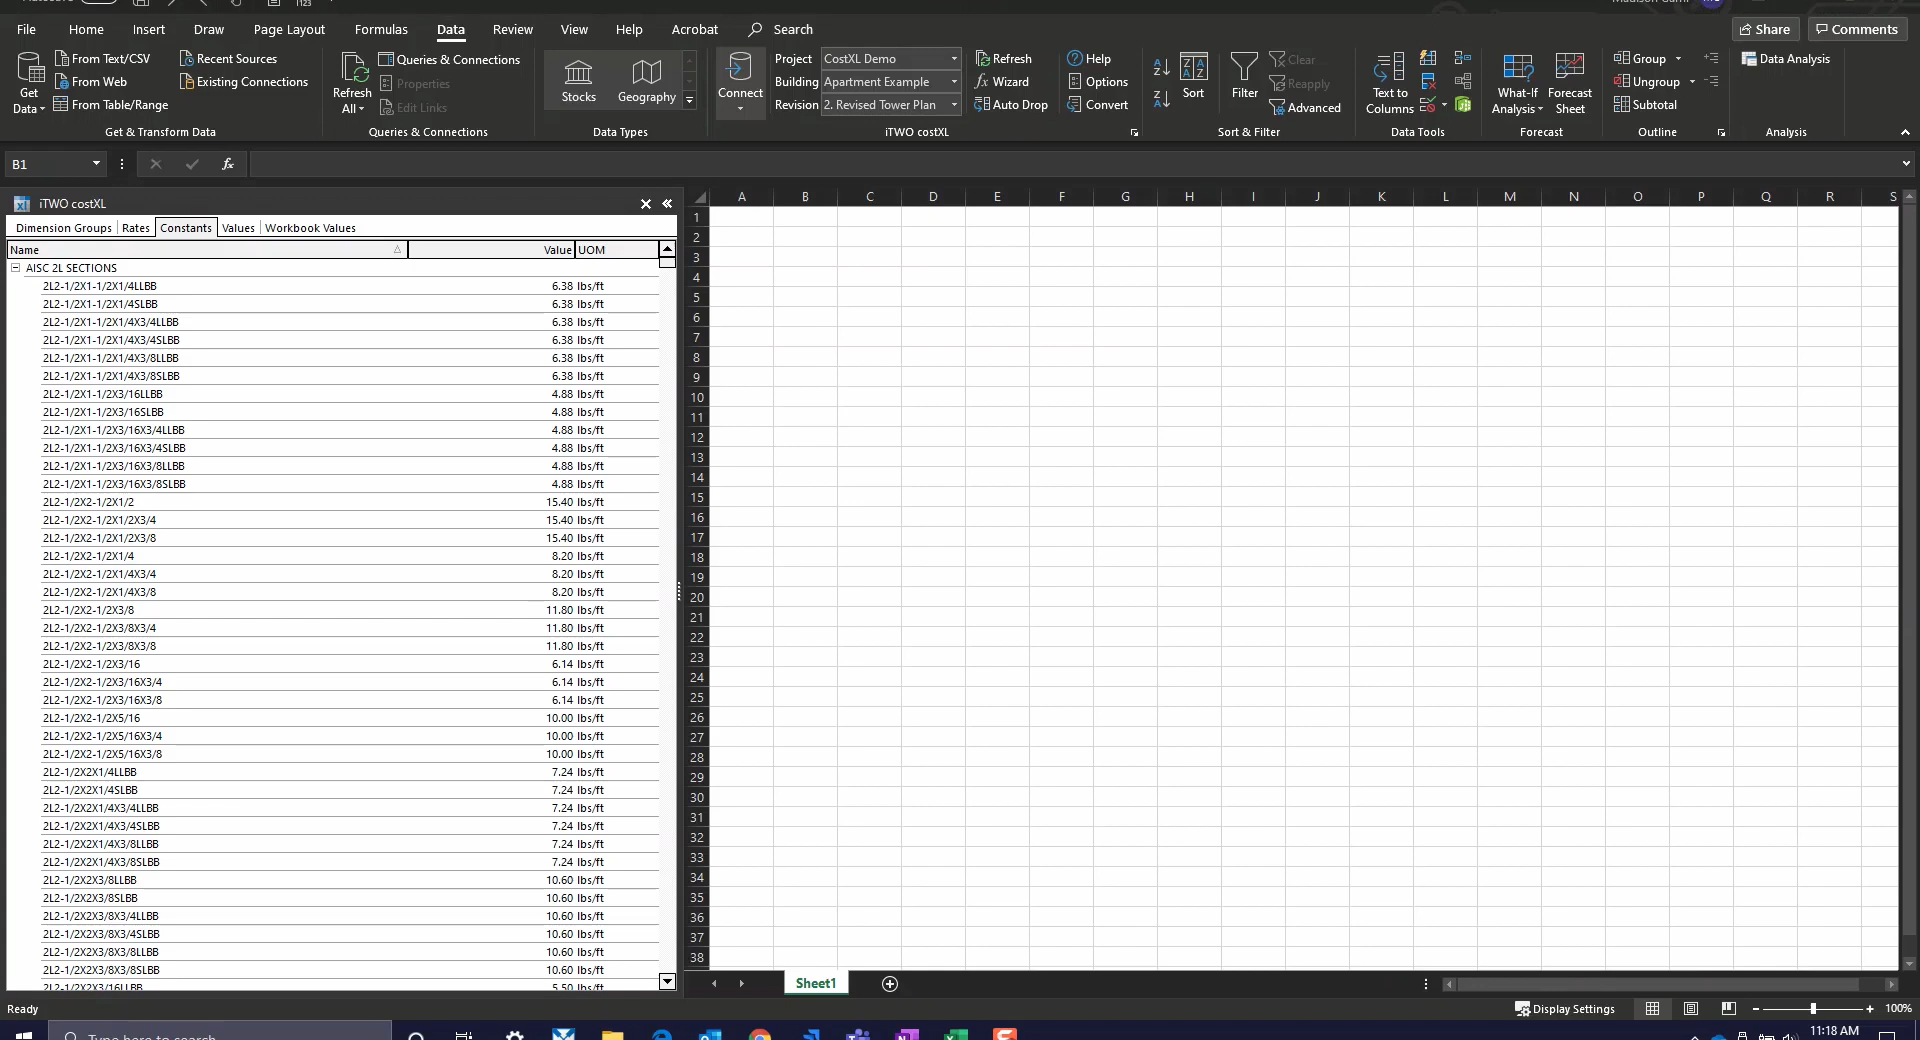 File Home Insert Draw Page Layout Formulas Data Review View Help Acrobat Search Share Comments
Get Data
From Text/CSV
From Web
From Table/Range
Recent Sources
Existing Connections
Get & Transform Data
Refresh All
Queries & Connections
Properties
Edit Links
Queries & Connections
Stocks
Geography
Data Types
Connect
Project CostXL Demo
Building Apartment Example
Revision 2. Revised Tower Plan
Refresh
Wizard
Auto Drop
Help
Options
Convert
iTWO costXL
Sort
Filter
Clear
Reapply
Advanced
Sort & Filter
Text to Columns
Data Tools
What-If Analysis
Forecast Sheet
Forecast
Group
Ungroup
Subtotal
Outline
Data Analysis
Analysis
B1
fx
iTWO costXL
Dimension Groups Rates Constants Values Workbook Values
Name Value UOM
AISC 2L SECTIONS
2L2-1/2X1-1/2X1/4LLBB 6.38 lbs/ft
2L2-1/2X1-1/2X1/4SLBB 6.38 lbs/ft
2L2-1/2X1-1/2X1/4X3/4LLBB 6.38 lbs/ft
2L2-1/2X1-1/2X1/4X3/4SLBB 6.38 lbs/ft
2L2-1/2X1-1/2X1/4X3/8LLBB 6.38 lbs/ft
2L2-1/2X1-1/2X1/4X3/8SLBB 6.38 lbs/ft
2L2-1/2X1-1/2X3/16LLBB 4.88 lbs/ft
2L2-1/2X1-1/2X3/16SLBB 4.88 lbs/ft
2L2-1/2X1-1/2X3/16X3/4LLBB 4.88 lbs/ft
2L2-1/2X1-1/2X3/16X3/4SLBB 4.88 lbs/ft
2L2-1/2X1-1/2X3/16X3/8LLBB 4.88 lbs/ft
2L2-1/2X1-1/2X3/16X3/8SLBB 4.88 lbs/ft
2L2-1/2X2-1/2X1/2 15.40 lbs/ft
2L2-1/2X2-1/2X1/2X3/4 15.40 lbs/ft
2L2-1/2X2-1/2X1/2X3/8 15.40 lbs/ft
2L2-1/2X2-1/2X1/4 8.20 lbs/ft
2L2-1/2X2-1/2X1/4X3/4 8.20 lbs/ft
2L2-1/2X2-1/2X1/4X3/8 8.20 lbs/ft
2L2-1/2X2-1/2X3/8 11.80 lbs/ft
2L2-1/2X2-1/2X3/8X3/4 11.80 lbs/ft
2L2-1/2X2-1/2X3/8X3/8 11.80 lbs/ft
2L2-1/2X2-1/2X3/16 6.14 lbs/ft
2L2-1/2X2-1/2X3/16X3/4 6.14 lbs/ft
2L2-1/2X2-1/2X3/16X3/8 6.14 lbs/ft
2L2-1/2X2-1/2X5/16 10.00 lbs/ft
2L2-1/2X2-1/2X5/16X3/4 10.00 lbs/ft
2L2-1/2X2-1/2X5/16X3/8 10.00 lbs/ft
2L2-1/2X2X1/4LLBB 7.24 lbs/ft
2L2-1/2X2X1/4SLBB 7.24 lbs/ft
2L2-1/2X2X1/4X3/4LLBB 7.24 lbs/ft
2L2-1/2X2X1/4X3/4SLBB 7.24 lbs/ft
2L2-1/2X2X1/4X3/8LLBB 7.24 lbs/ft
2L2-1/2X2X1/4X3/8SLBB 7.24 lbs/ft
2L2-1/2X2X3/8LLBB 10.60 lbs/ft
2L2-1/2X2X3/8SLBB 10.60 lbs/ft
2L2-1/2X2X3/8X3/4LLBB 10.60 lbs/ft
2L2-1/2X2X3/8X3/4SLBB 10.60 lbs/ft
2L2-1/2X2X3/8X3/8LLBB 10.60 lbs/ft
2L2-1/2X2X3/8X3/8SLBB 10.60 lbs/ft
2L2-1/2X2X3/16LLBB 5.50 lbs/ft
A B C D E F G H I J K L M N O P Q R S
1
2
3
4
5
6
7
8
9
10
11
12
13
14
15
16
17
18
19
20
21
22
23
24
25
26
27
28
29
30
31
32
33
34
35
36
37
38
Sheet1
Ready Display Settings 100%
Type here to search
11:18 AM